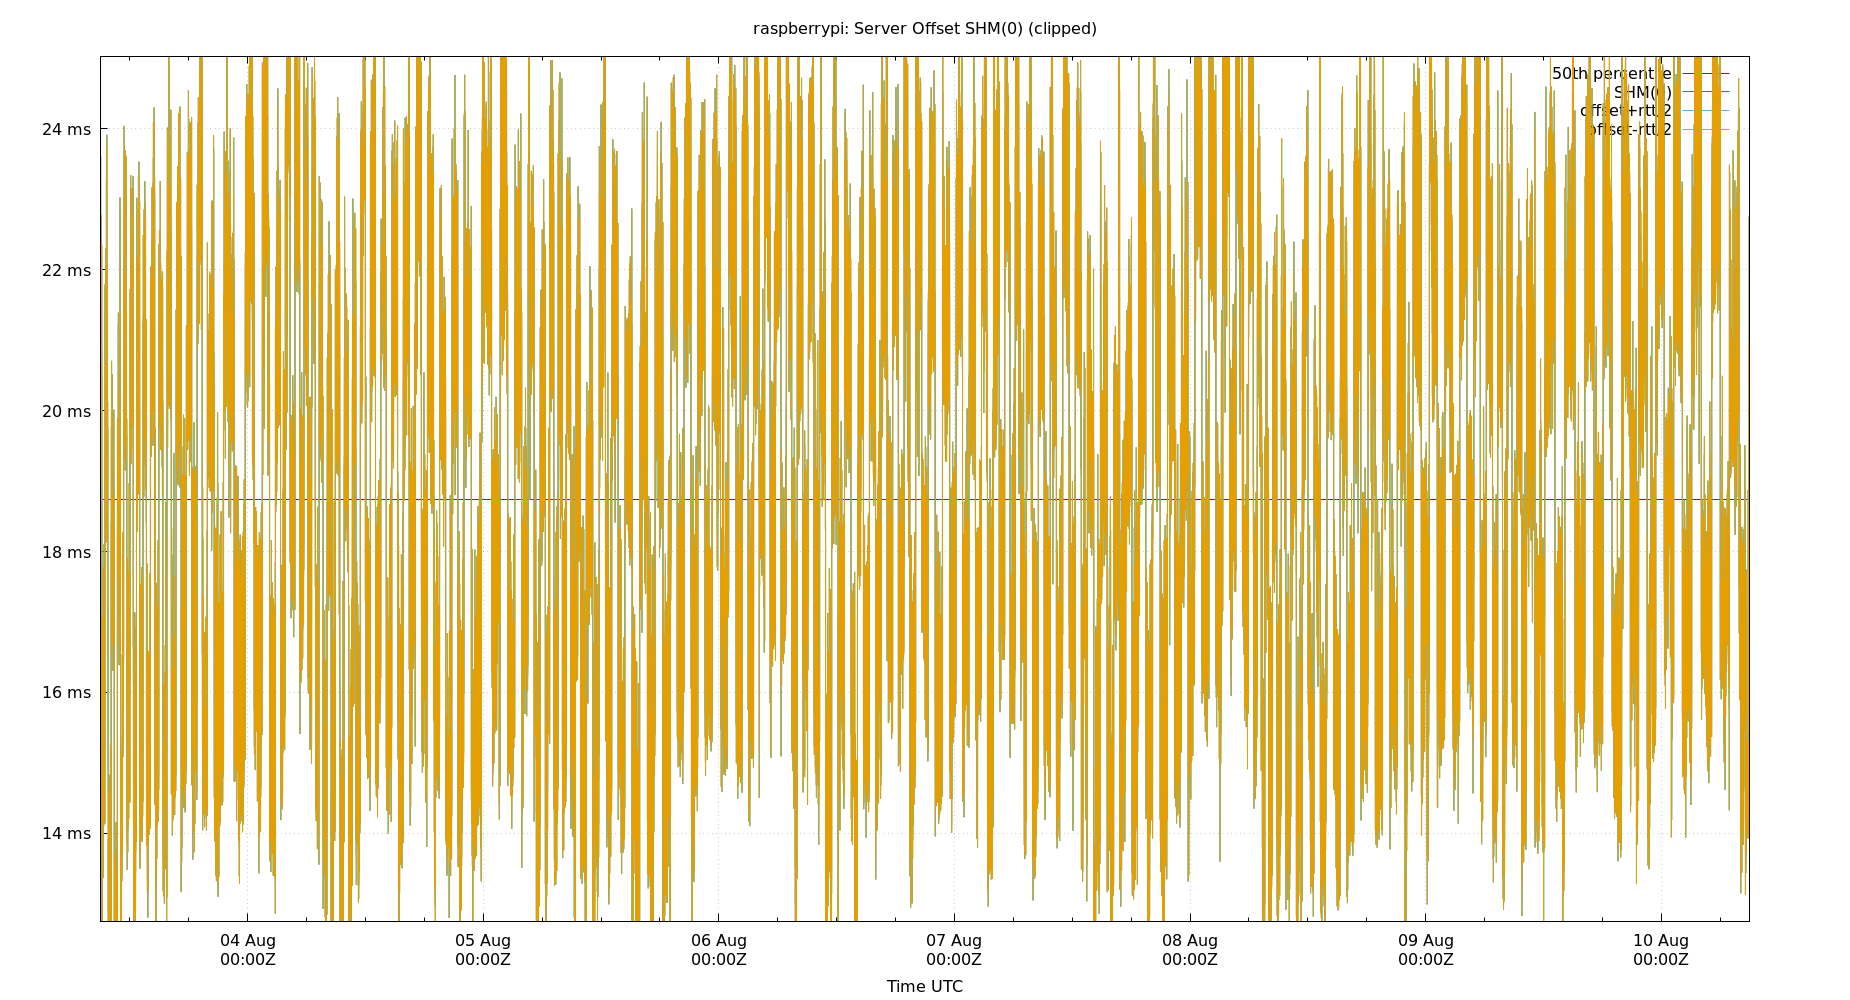 raspberrypi: Server Offset SHM(0) (clipped)
50th percentile
SHM(0)
offset+rtt/2
offset-rtt/2
24 ms
22 ms
20 ms
18 ms
16 ms
14 ms
04 Aug 05 Aug 06 Aug 07 Aug 08 Aug 09 Aug 10 Aug
00:00Z 00:00Z 00:00Z 00:00Z 00:00Z 00:00Z 00:00Z
Time UTC